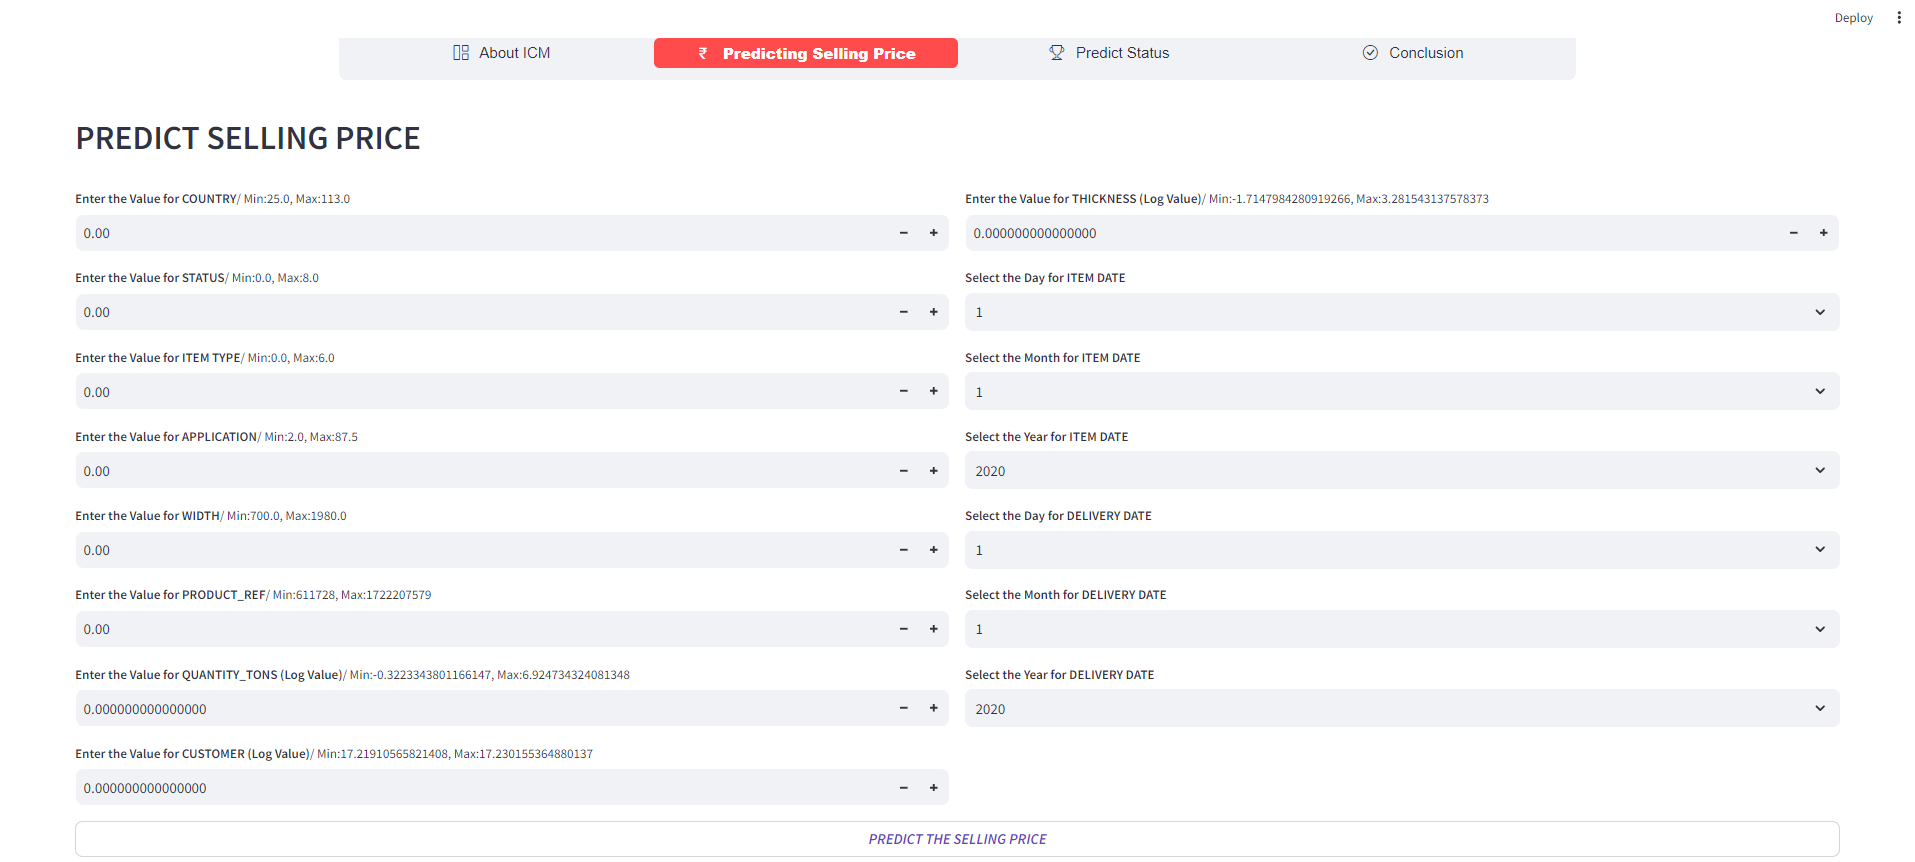 Deploy
About ICM
₹ Predicting Selling Price
Predict Status
Conclusion
PREDICT SELLING PRICE
Enter the Value for COUNTRY/ Min:25.0, Max:113.0
0.00
Enter the Value for STATUS/ Min:0.0, Max:8.0
0.00
Enter the Value for ITEM TYPE/ Min:0.0, Max:6.0
0.00
Enter the Value for APPLICATION/ Min:2.0, Max:87.5
0.00
Enter the Value for WIDTH/ Min:700.0, Max:1980.0
0.00
Enter the Value for PRODUCT_REF/ Min:611728, Max:1722207579
0.00
Enter the Value for QUANTITY_TONS (Log Value)/ Min:-0.3223343801166147, Max:6.924734324081348
0.000000000000000
Enter the Value for CUSTOMER (Log Value)/ Min:17.21910565821408, Max:17.230155364880137
0.000000000000000
Enter the Value for THICKNESS (Log Value)/ Min:-1.7147984280919266, Max:3.281543137578373
0.000000000000000
Select the Day for ITEM DATE
1
Select the Month for ITEM DATE
1
Select the Year for ITEM DATE
2020
Select the Day for DELIVERY DATE
1
Select the Month for DELIVERY DATE
1
Select the Year for DELIVERY DATE
2020
PREDICT THE SELLING PRICE